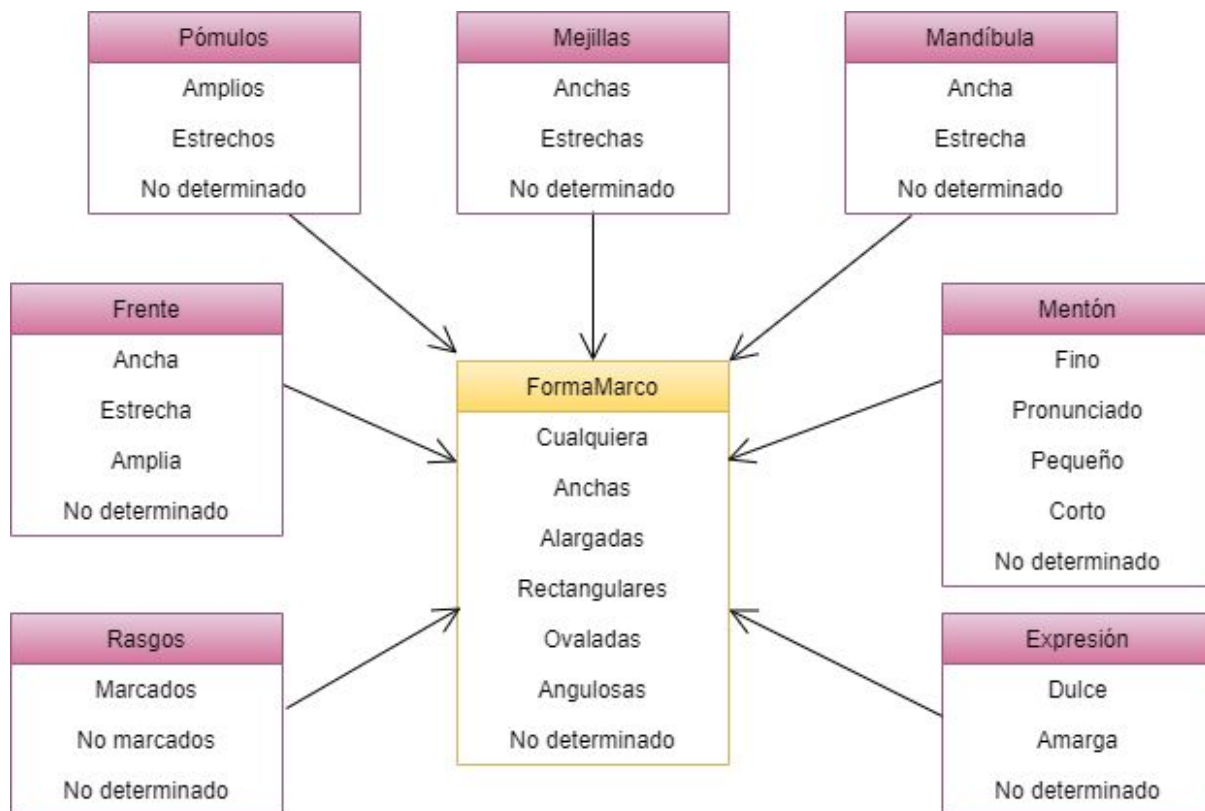 Pómulos
Amplios
Estrechos
No determinado
Mejillas
Anchas
Estrechas
No determinado
Mandíbula
Ancha
Estrecha
No determinado
Frente
Ancha
Estrecha
Amplia
No determinado
FormaMarco
Cualquiera
Anchas
Alargadas
Rectangulares
Ovaladas
Angulosas
No determinado
Mentón
Fino
Pronunciado
Pequeño
Corto
No determinado
Rasgos
Marcados
No marcados
No determinado
Expresión
Dulce
Amarga
No determinado